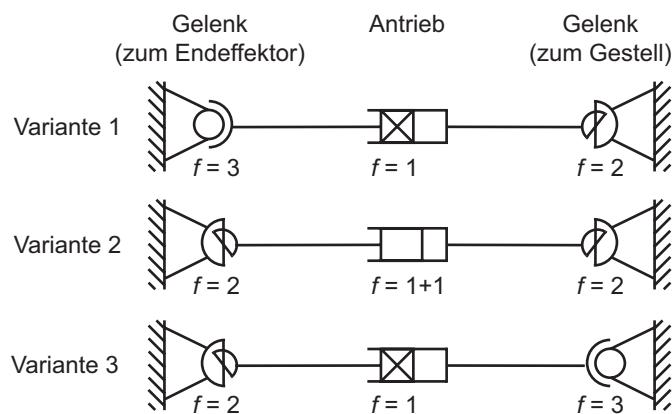 Gelenk
(zum Endeffektor)
Antrieb
Gelenk
(zum Gestell)
Variante 1
f = 3
f = 1
f = 2
Variante 2
f = 2
f = 1+1
f = 2
Variante 3
f = 2
f = 1
f = 3